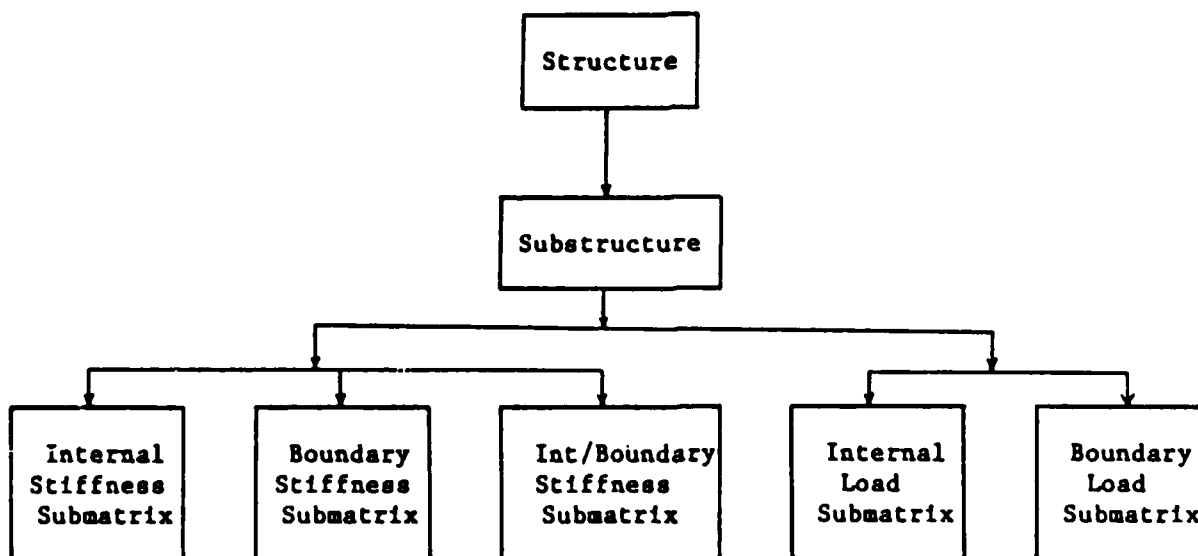 Structure
Substructure
Internal
Stiffness
Submatrix
Boundary
Stiffness
Submatrix
Int/Boundary
Stiffness
Submatrix
Internal
Load
Submatrix
Boundary
Load
Submatrix